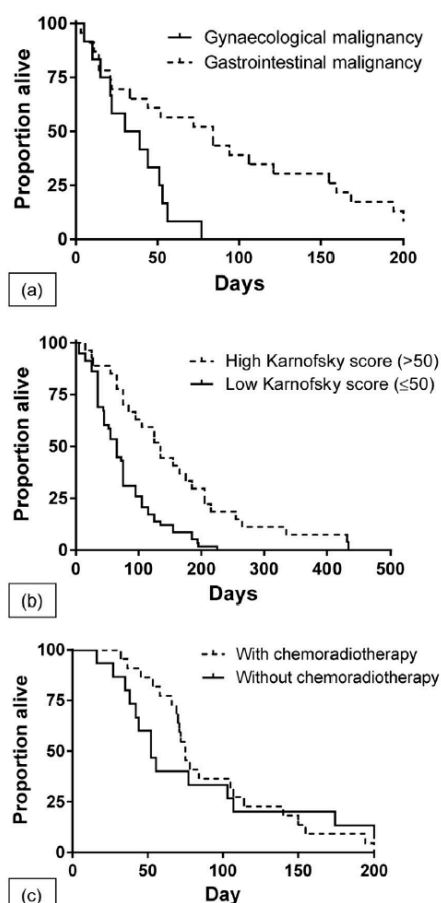 100
75
50
25
0
Proportion alive
Gynaecological malignancy
Gastrointestinal malignancy
0 50 100 150 200
Days
(a)
100
75
50
25
0
Proportion alive
High Karnofsky score (>50)
Low Karnofsky score (≤50)
0 100 200 300 400 500
Days
(b)
100
75
50
25
0
Proportion alive
With chemoradiotherapy
Without chemoradiotherapy
0 50 100 150 200
Day
(c)